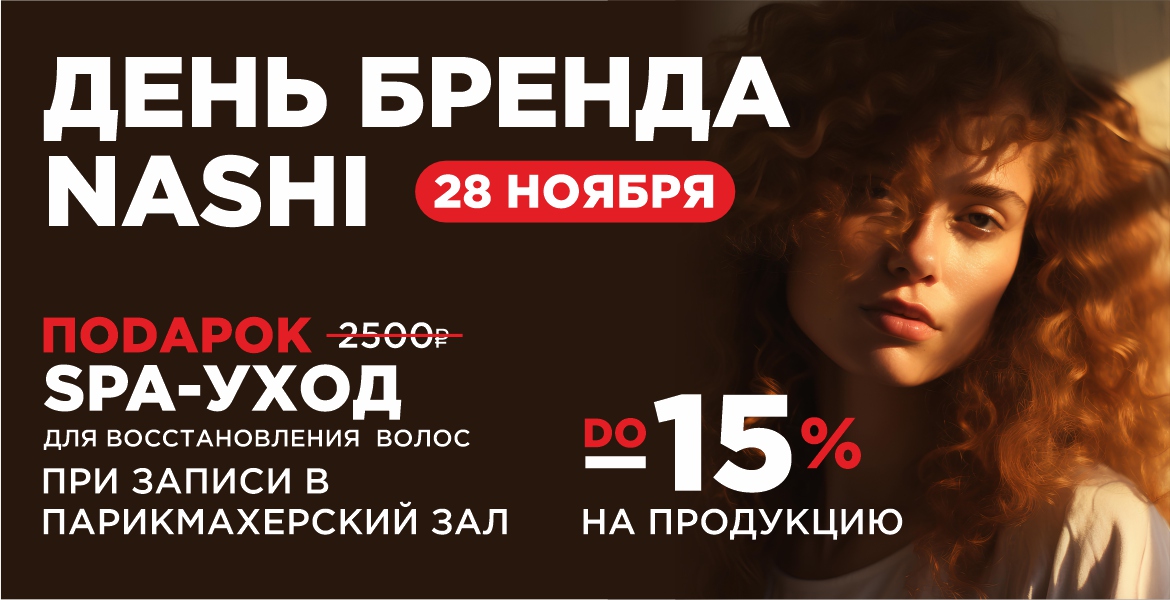 ДЕНЬ БРЕНДА
NASHI 28 НОЯБРЯ
ПОDAРОК 2500₽
SPA-УХОД
ДЛЯ ВОССТАНОВЛЕНИЯ ВОЛОС
ПРИ ЗАПИСИ В
ПАРИКМАХЕРСКИЙ ЗАЛ
DO -15%
НА ПРОДУКЦИЮ